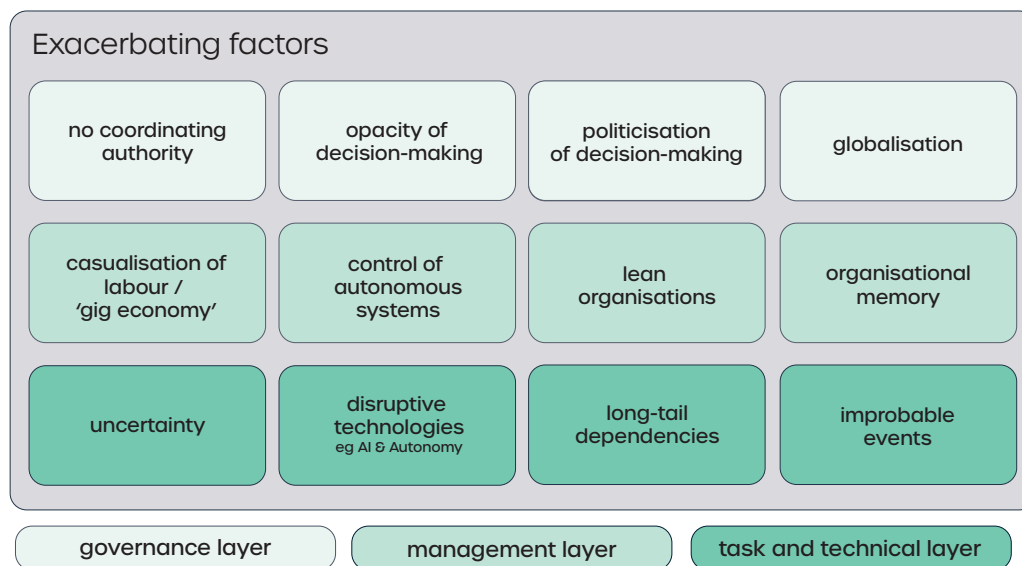 Exacerbating factors
no coordinating
authority
opacity of
decision-making
politicisation
of decision-making
globalisation
casualisation of
labour /
‘gig economy’
control of
autonomous
systems
lean
organisations
organisational
memory
uncertainty
disruptive
technologies
eg AI & Autonomy
long-tail
dependencies
improbable
events
governance layer
management layer
task and technical layer